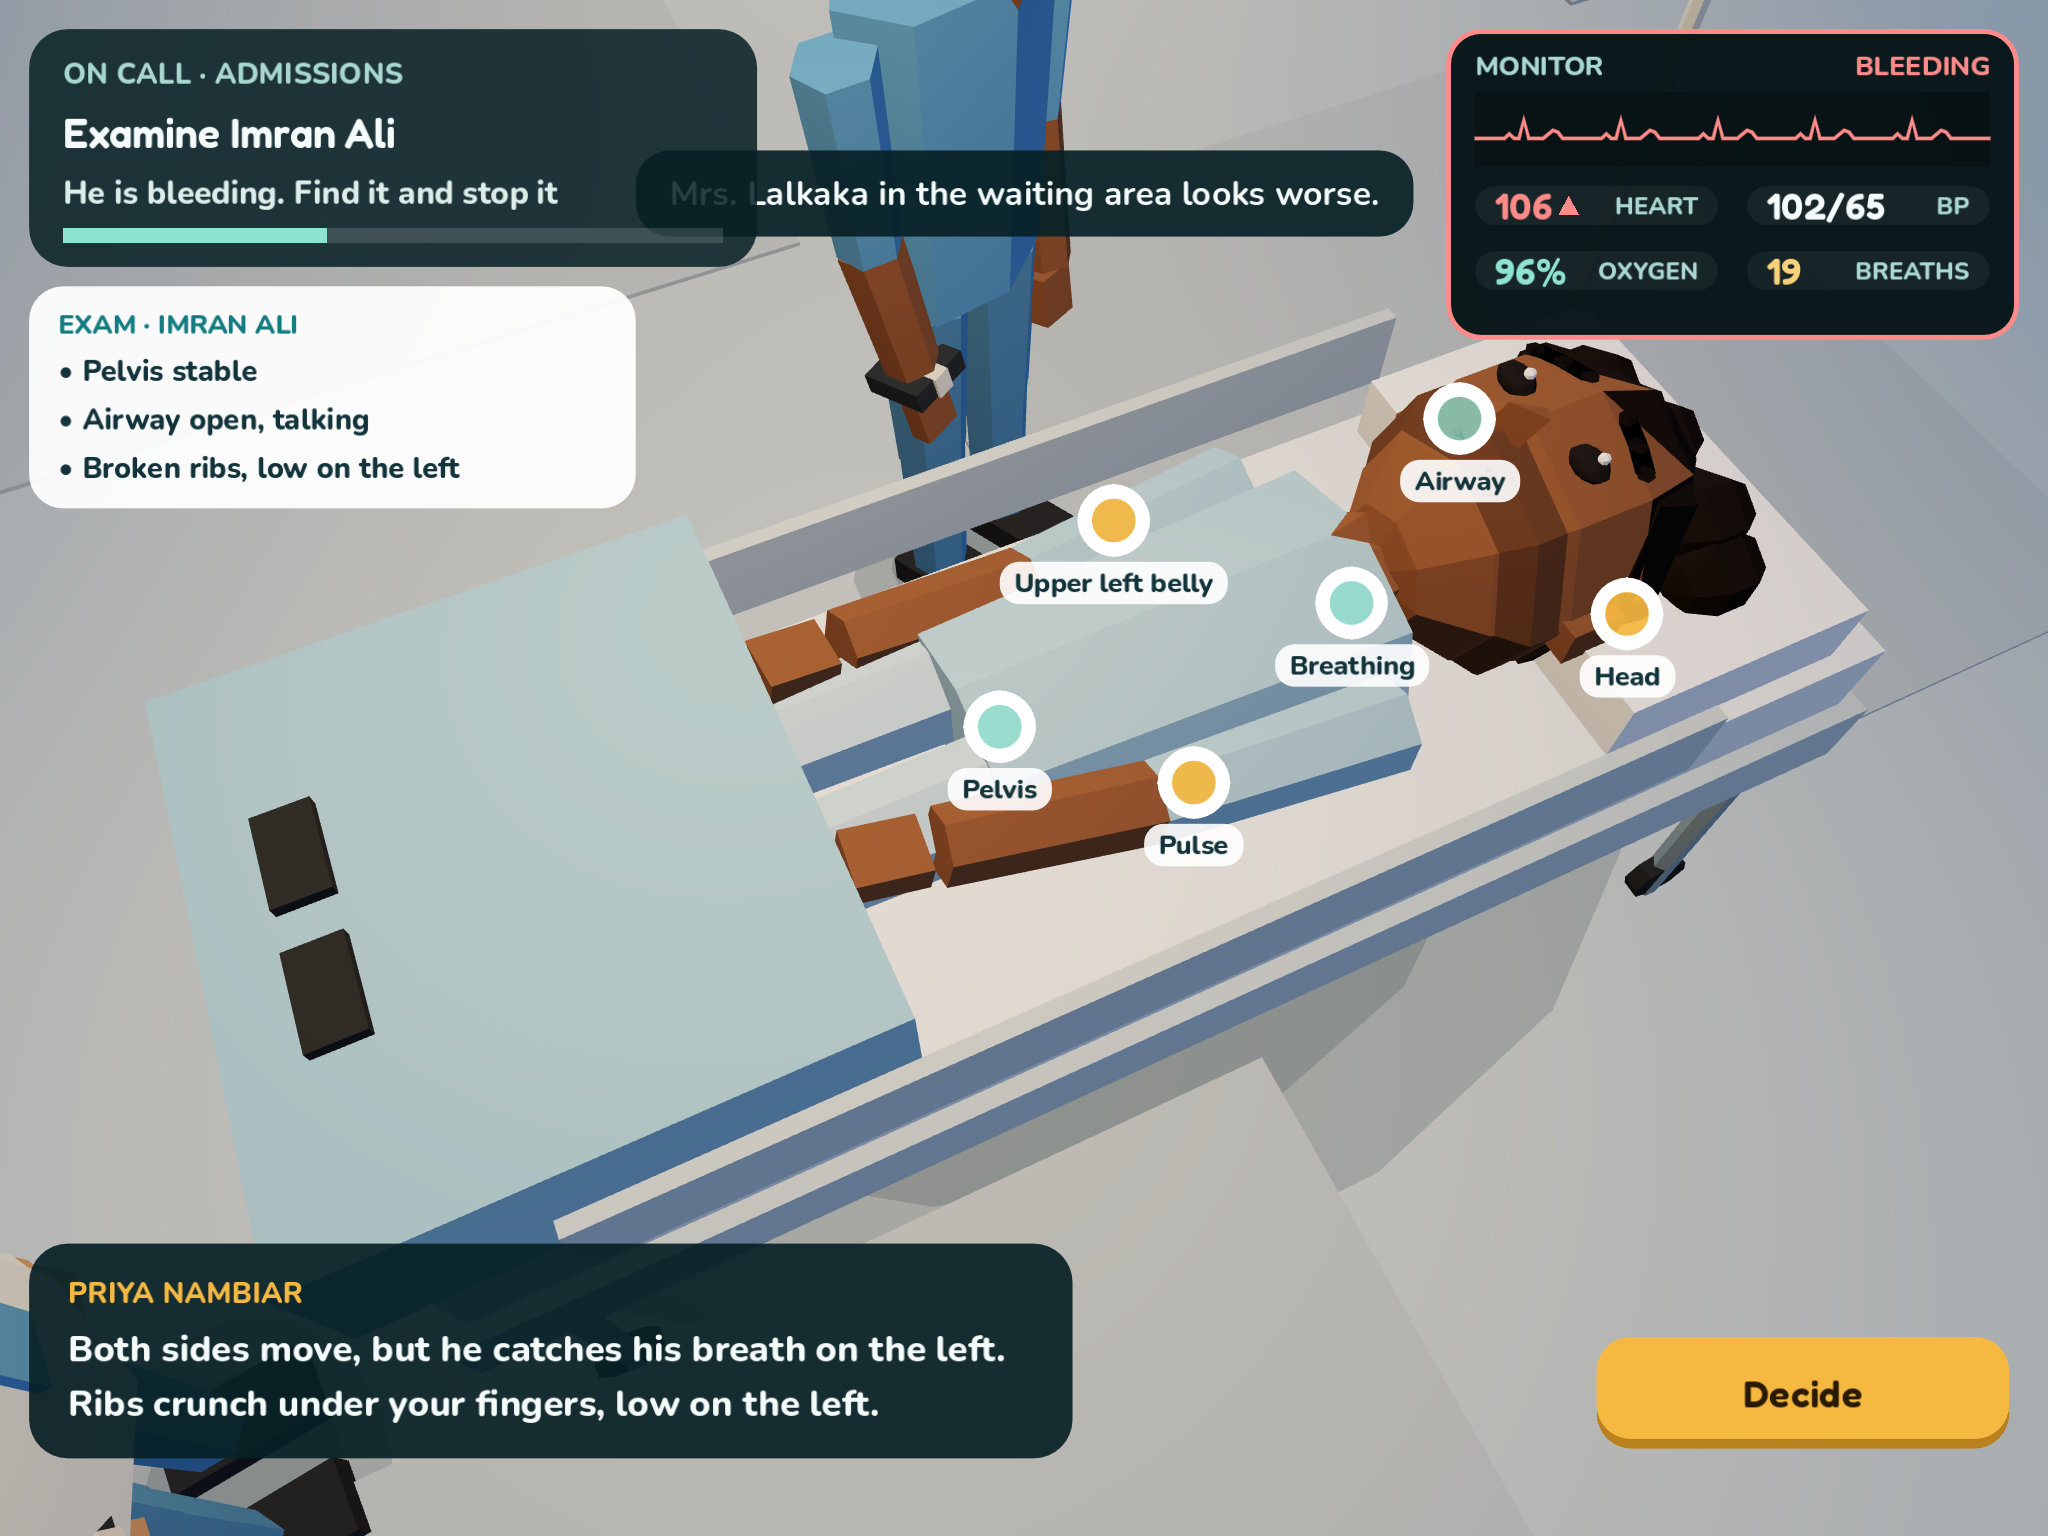 ON CALL · ADMISSIONS
Examine Imran Ali
He is bleeding. Find it and stop it
Mrs. Lalkaka in the waiting area looks worse.
MONITOR
BLEEDING
106▲ HEART
102/65 BP
96% OXYGEN
19 BREATHS
EXAM · IMRAN ALI
• Pelvis stable
• Airway open, talking
• Broken ribs, low on the left
Airway
Upper left belly
Breathing
Head
Pelvis
Pulse
PRIYA NAMBIAR
Both sides move, but he catches his breath on the left.
Ribs crunch under your fingers, low on the left.
Decide